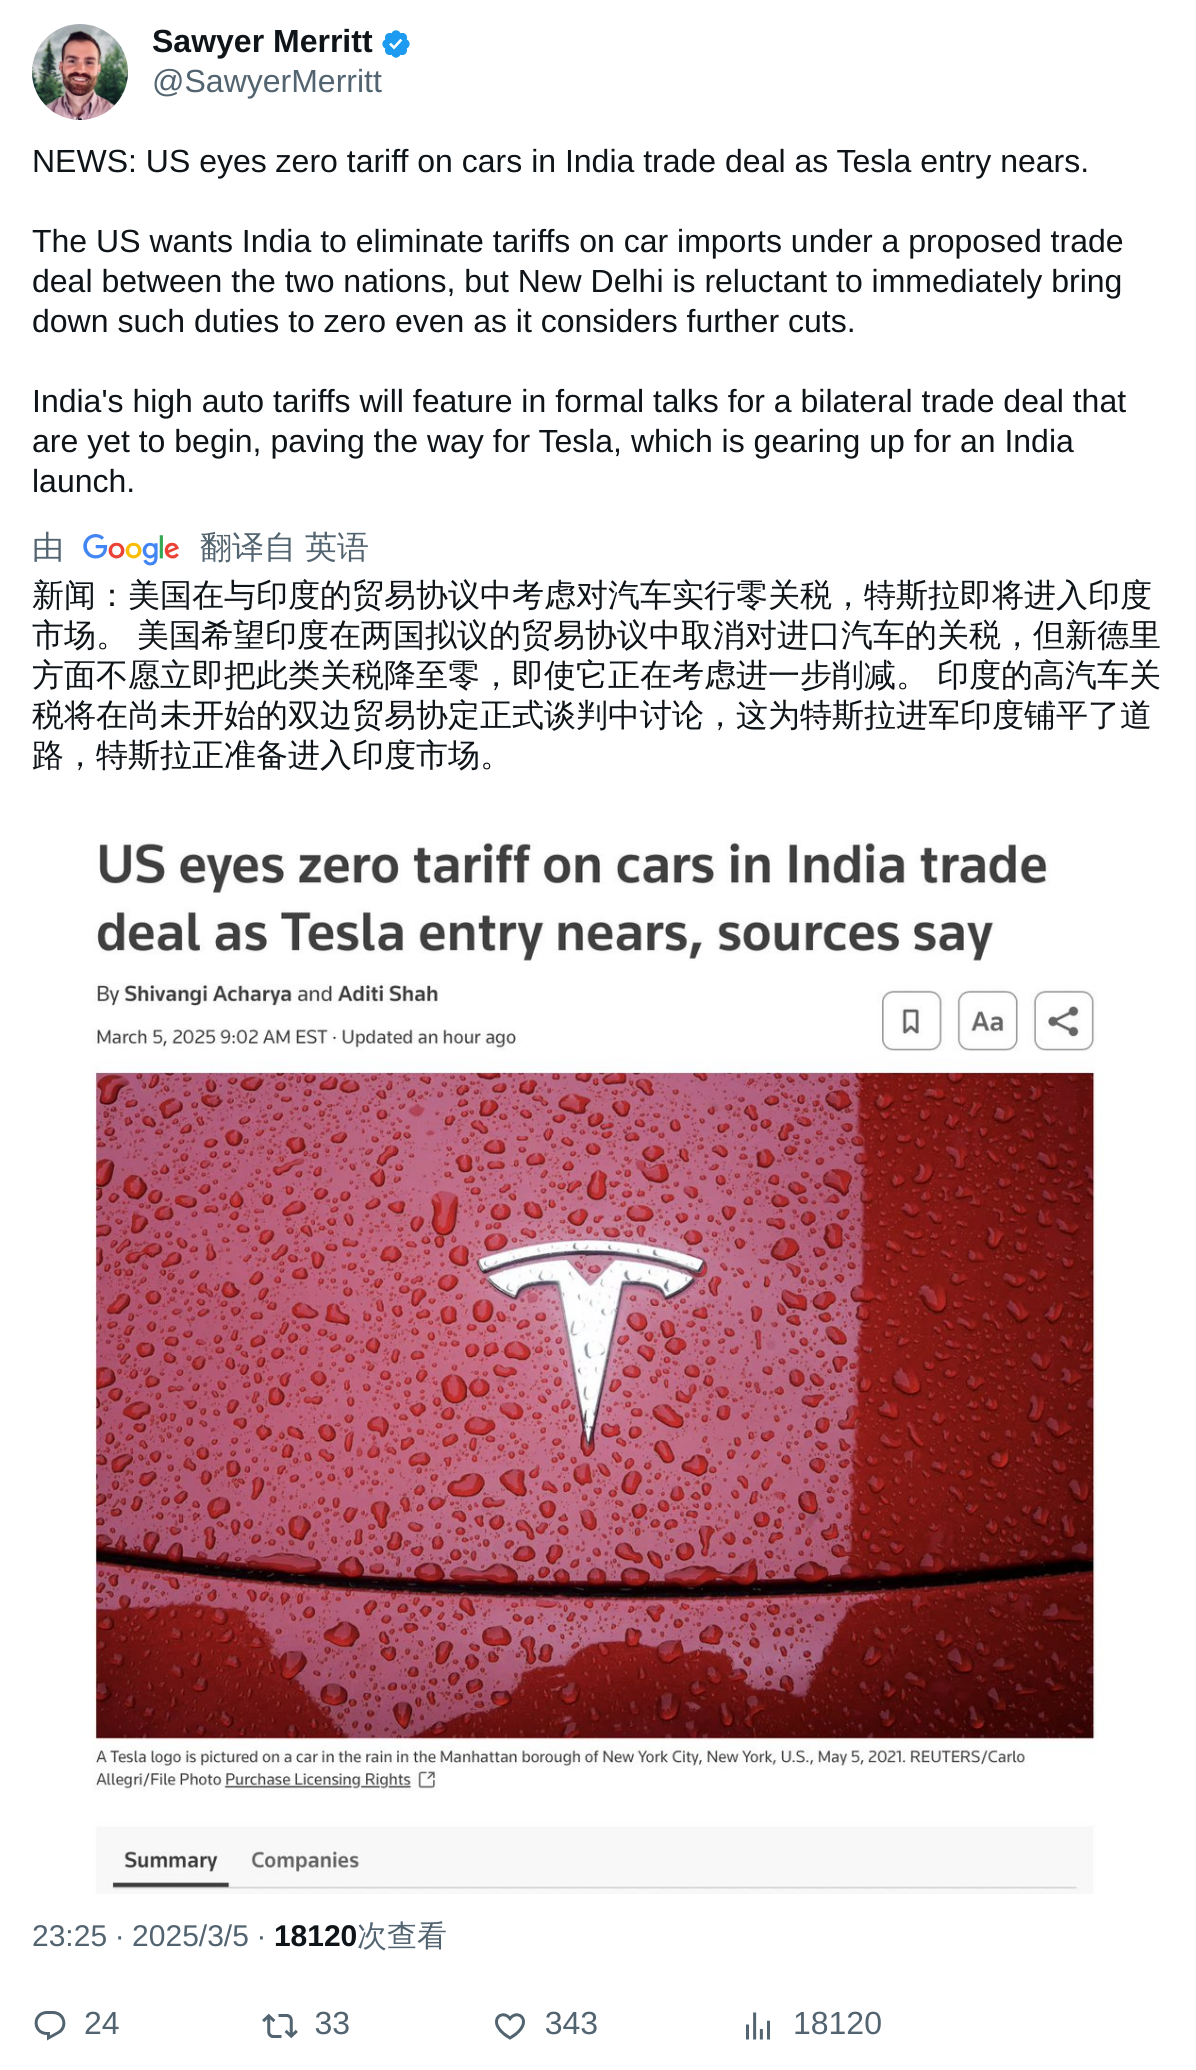 Sawyer Merritt
@SawyerMerritt
NEWS: US eyes zero tariff on cars in India trade deal as Tesla entry nears.
The US wants India to eliminate tariffs on car imports under a proposed trade
deal between the two nations, but New Delhi is reluctant to immediately bring
down such duties to zero even as it considers further cuts.
India's high auto tariffs will feature in formal talks for a bilateral trade deal that
are yet to begin, paving the way for Tesla, which is gearing up for an India
launch.
由 Google 翻译自 英语
新闻：美国在与印度的贸易协议中考虑对汽车实行零关税，特斯拉即将进入印度
市场。 美国希望印度在两国拟议的贸易协议中取消对进口汽车的关税，但新德里
方面不愿立即把此类关税降至零，即使它正在考虑进一步削减。 印度的高汽车关
税将在尚未开始的双边贸易协定正式谈判中讨论，这为特斯拉进军印度铺平了道
路，特斯拉正准备进入印度市场。
US eyes zero tariff on cars in India trade
deal as Tesla entry nears, sources say
By Shivangi Acharya and Aditi Shah
March 5, 2025 9:02 AM EST · Updated an hour ago
Aa
A Tesla logo is pictured on a car in the rain in the Manhattan borough of New York City, New York, U.S., May 5, 2021. REUTERS/Carlo
Allegri/File Photo Purchase Licensing Rights
Summary Companies
23:25 · 2025/3/5 · 18120次查看
24 33 343 18120